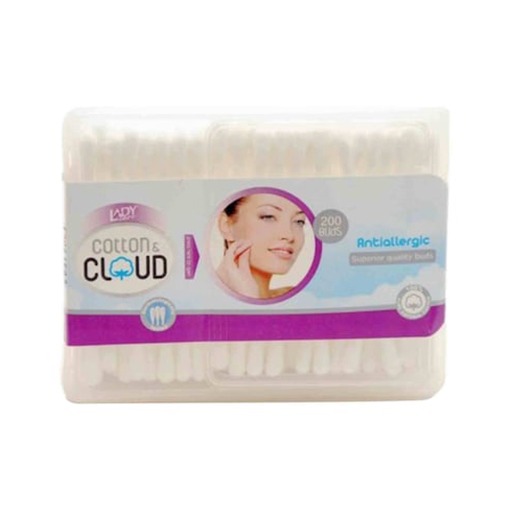 LADY
cotton &
CLOUD
200
BUDS
Antiallergic
Superior quality buds